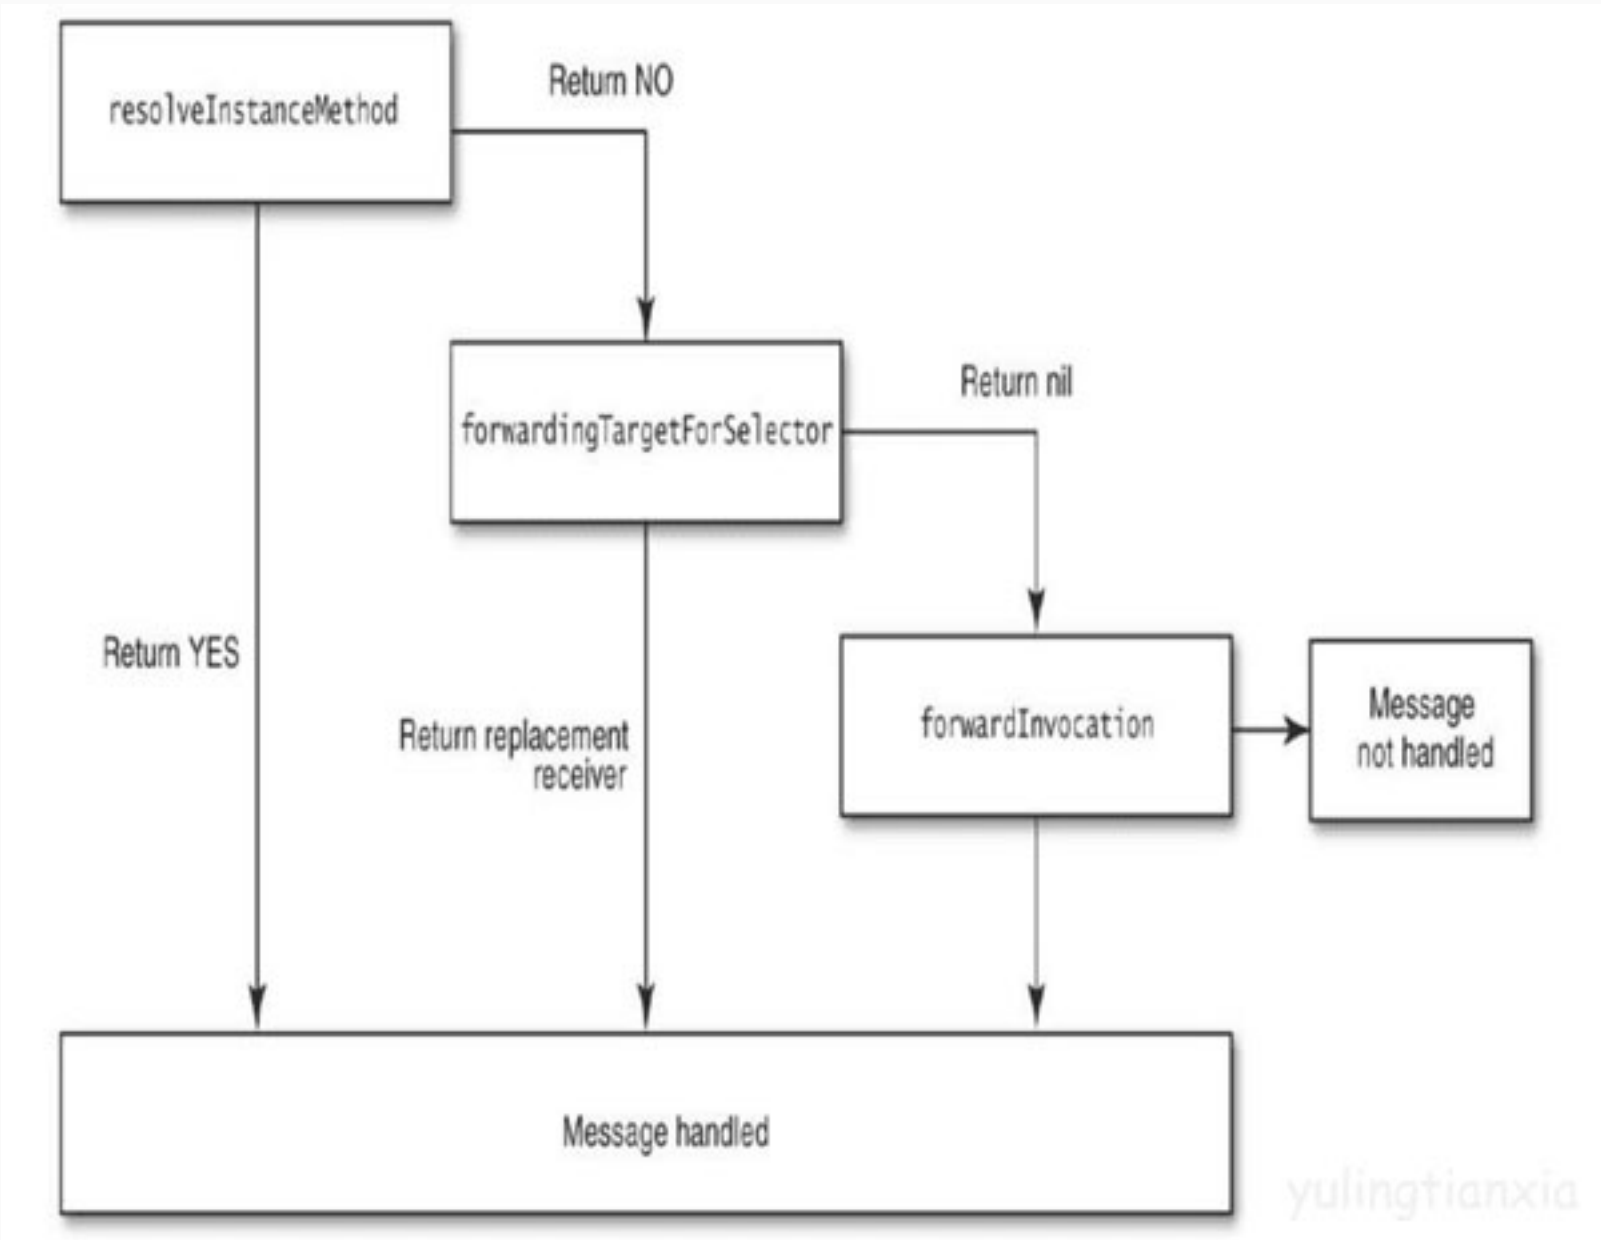 resolveInstanceMethod
Return NO
forwardingTargetForSelector
Return nil
Return YES
Return replacement
receiver
forwardInvocation
Message
not handled
Message handled
yulingtianxia